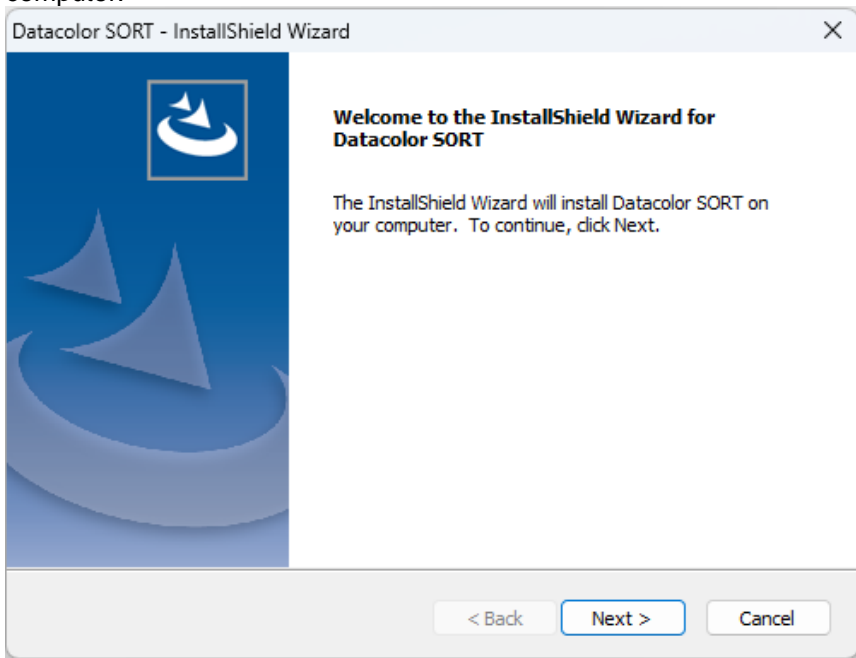 computer.
Datacolor SORT - InstallShield Wizard
Welcome to the InstallShield Wizard for
Datacolor SORT
The InstallShield Wizard will install Datacolor SORT on
your computer.  To continue, click Next.
< Back
Next >
Cancel